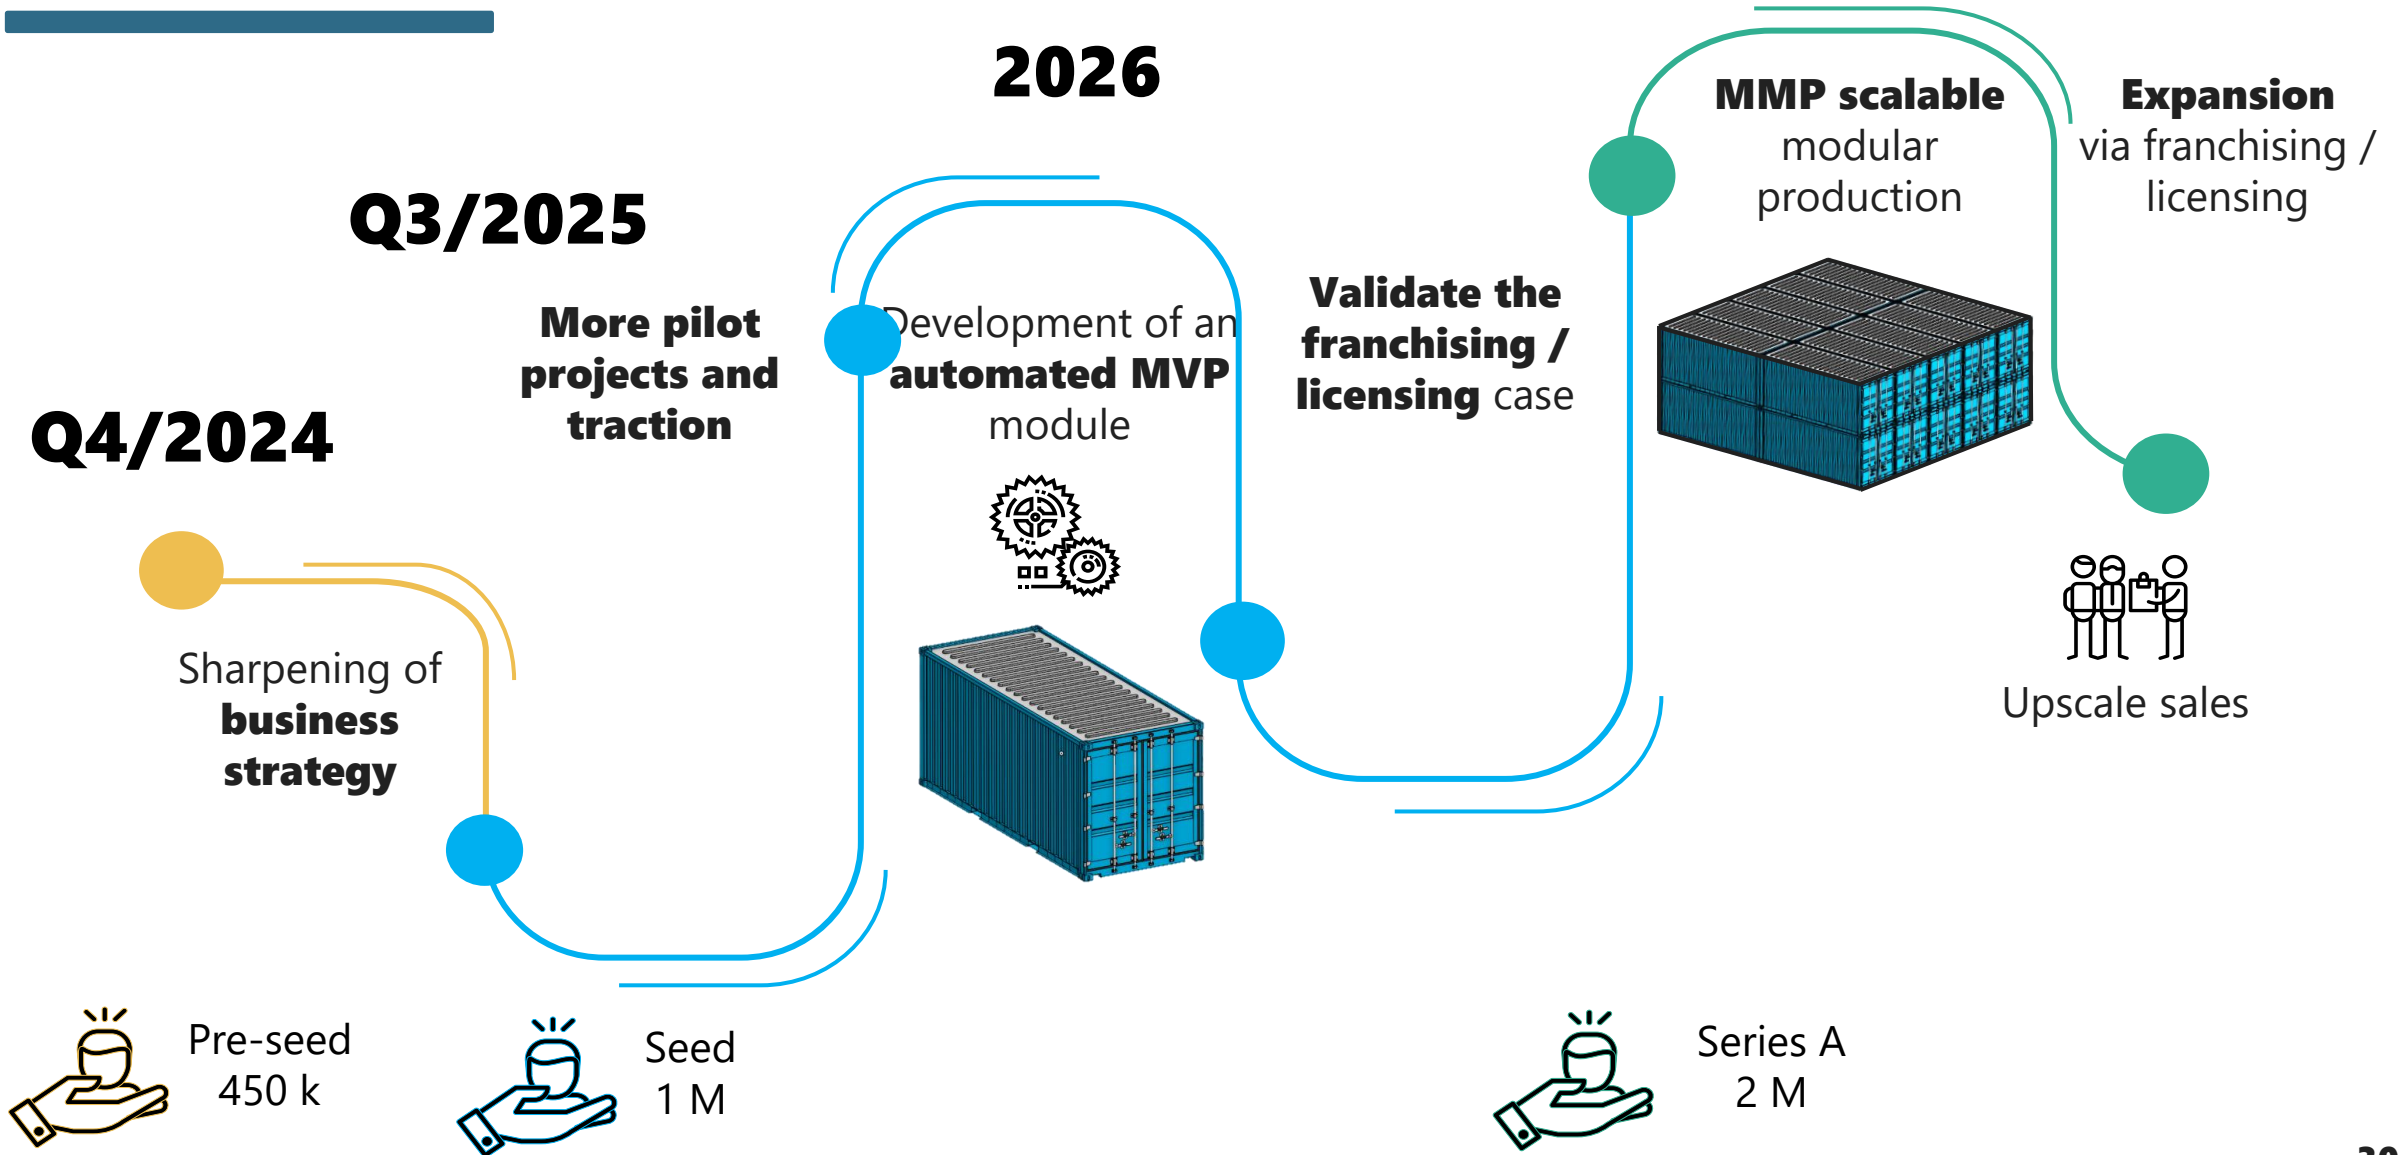 2026
Q3/2025
Q4/2024
Sharpening of
business
strategy
More pilot
projects and
traction
Development of an
automated MVP
module
Validate the
franchising /
licensing case
MMP scalable
modular
production
Expansion
via franchising /
licensing
Upscale sales
Pre-seed
450 k
Seed
1 M
Series A
2 M